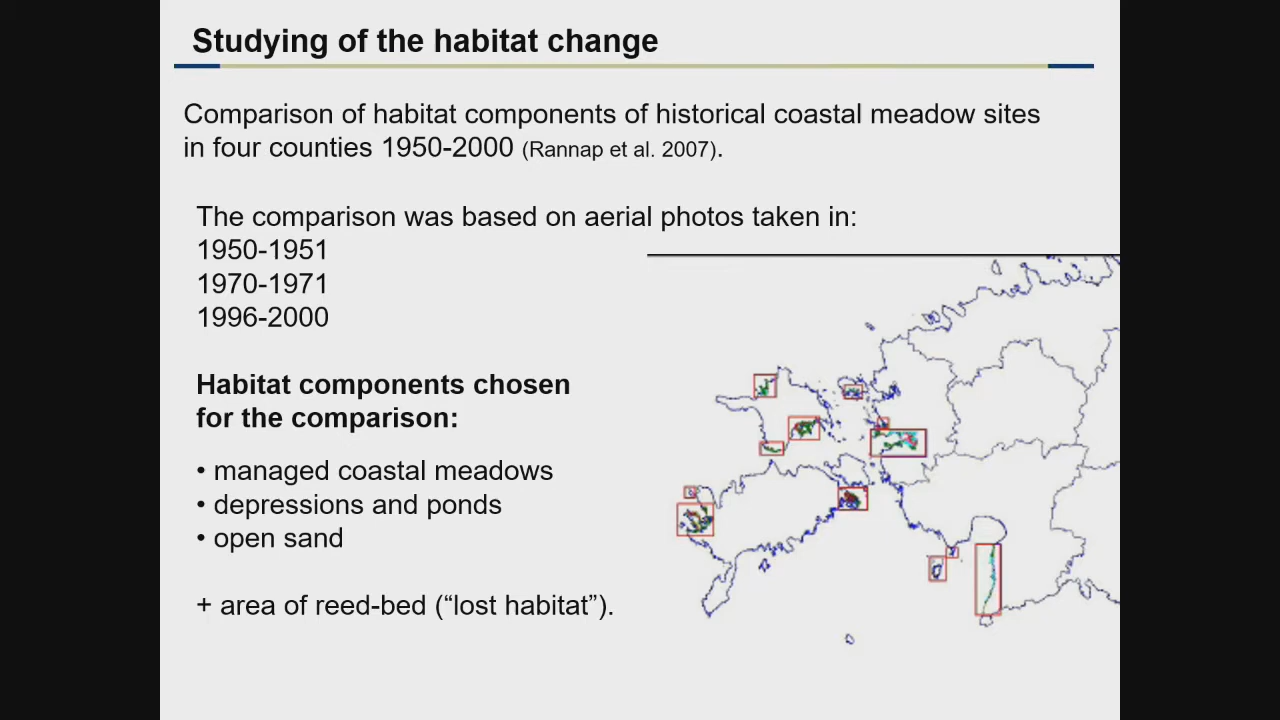 Studying of the habitat change
Comparison of habitat components of historical coastal meadow sites
in four counties 1950-2000 (Rannap et al. 2007).
The comparison was based on aerial photos taken in:
1950-1951
1970-1971
1996-2000
Habitat components chosen
for the comparison:
• managed coastal meadows
• depressions and ponds
• open sand
+ area of reed-bed (“lost habitat”).